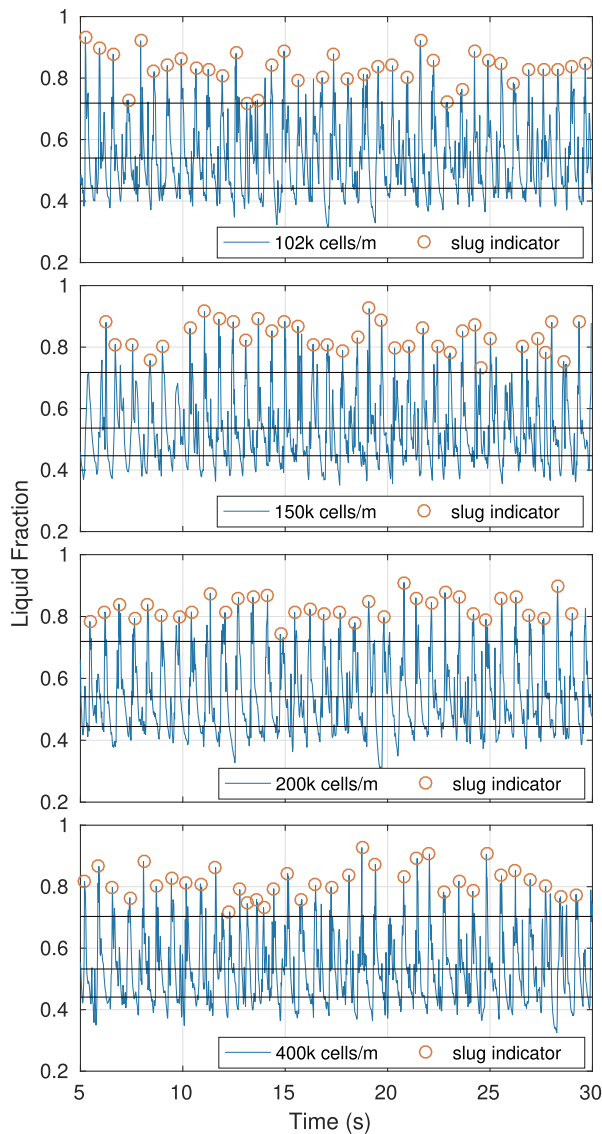 1
0.8
0.6
0.4
0.2
102k cells/m slug indicator
1
0.8
0.6
0.4
0.2
150k cells/m slug indicator
Liquid Fraction
1
0.8
0.6
0.4
0.2
200k cells/m slug indicator
1
0.8
0.6
0.4
0.2
400k cells/m slug indicator
5 10 15 20 25 30
Time (s)